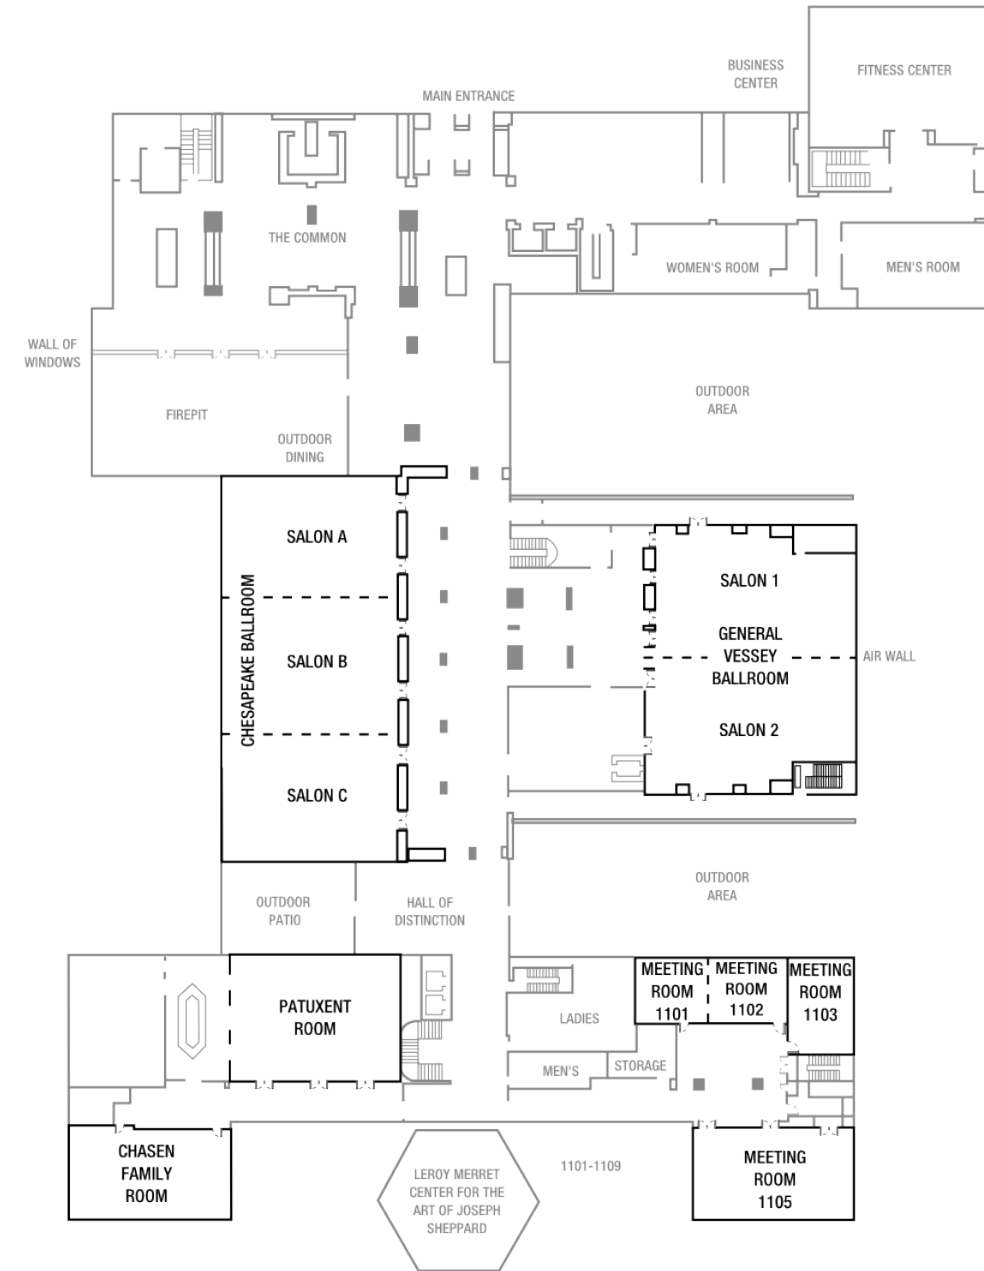 FITNESS CENTER
BUSINESS
CENTER
MAIN ENTRANCE
THE COMMON
WOMEN'S ROOM
MEN'S ROOM
WALL OF
WINDOWS
FIREPIT
OUTDOOR
DINING
OUTDOOR
AREA
SALON A
CHESAPEAKE BALLROOM
SALON B
SALON C
SALON 1
GENERAL
VESSEY
BALLROOM
AIR WALL
SALON 2
OUTDOOR
PATIO
HALL OF
DISTINCTION
OUTDOOR
AREA
PATUXENT
ROOM
LADIES
MEN'S
STORAGE
MEETING
ROOM
1101
MEETING
ROOM
1102
MEETING
ROOM
1103
CHASEN
FAMILY
ROOM
LEROY MERRET
CENTER FOR THE
ART OF JOSEPH
SHEPPARD
1101-1109
MEETING
ROOM
1105